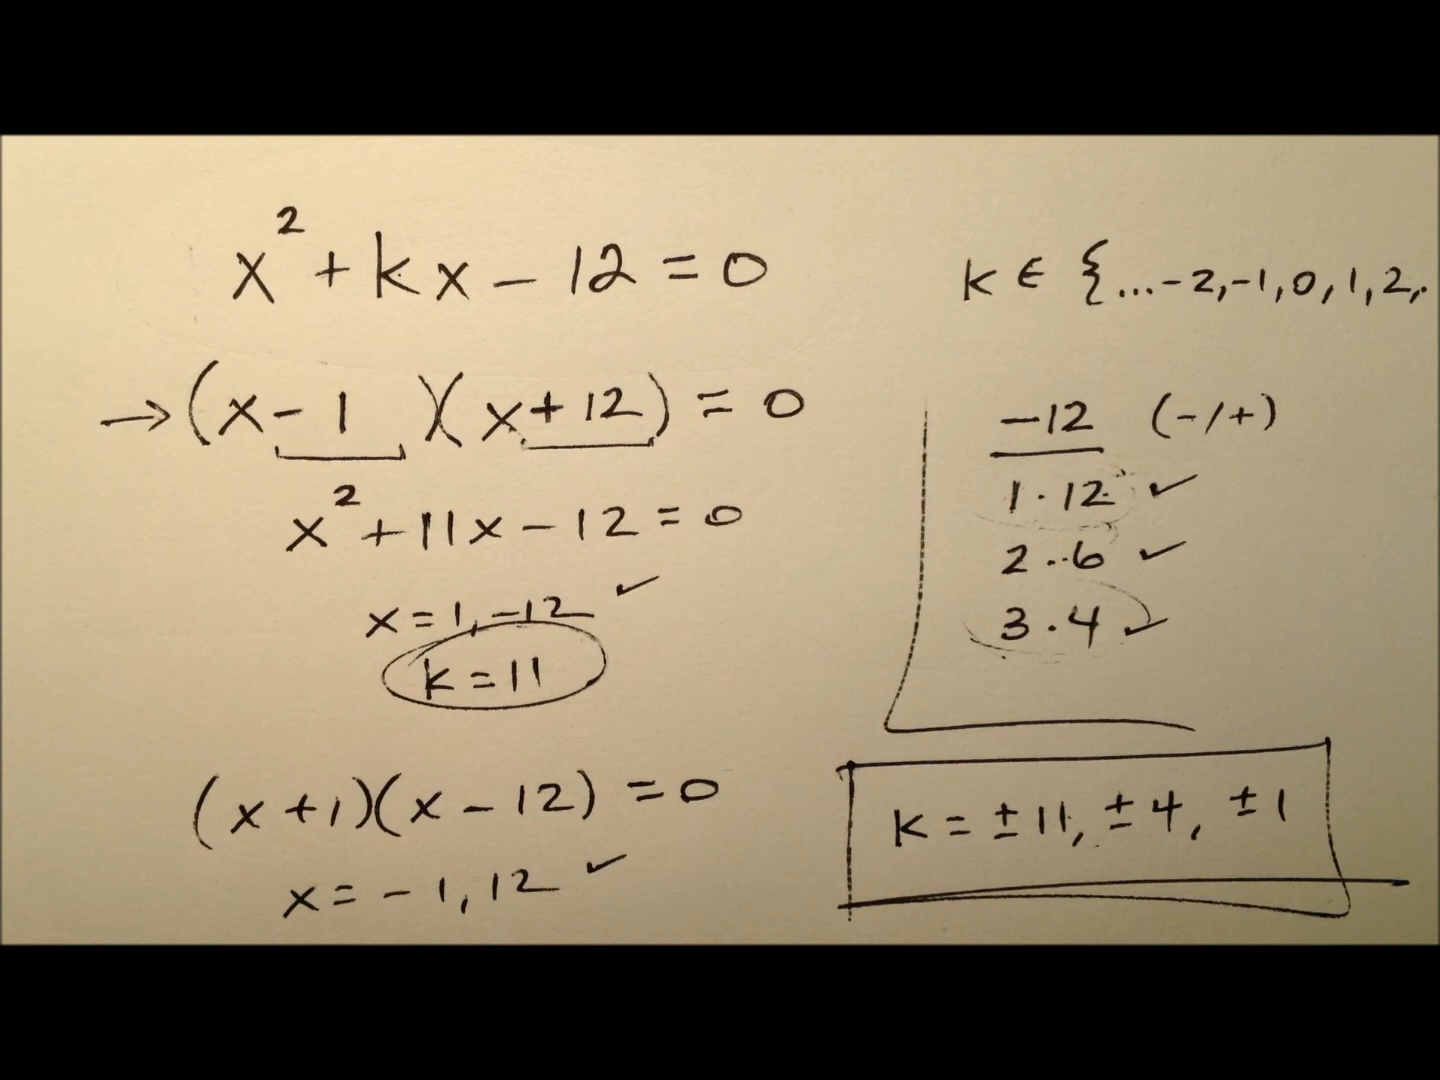 x² + kx - 12 = 0
k ∈ {...-2,-1,0,1,2,.
→ (x - 1 )(x + 12) = 0
x² + 11x - 12 = 0
x = 1, -12 ✓
k = 11
(x + 1)(x - 12) = 0
x = -1, 12 ✓
-12 (-/+)
1 · 12 ✓
2 · 6 ✓
3 · 4 ✓
k = ± 11, ± 4, ± 1